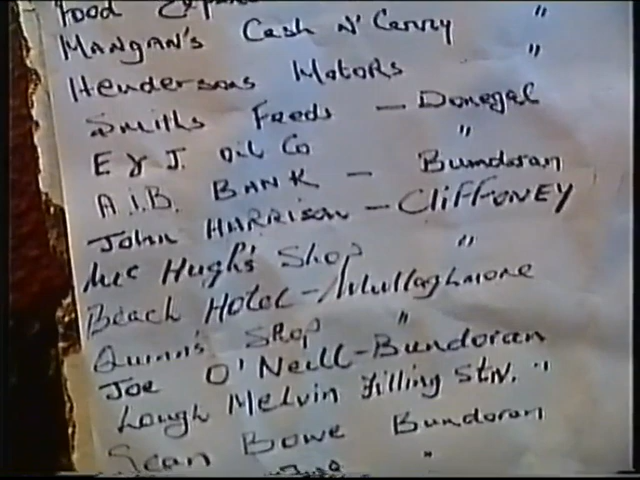 Food
Mangan's Cash N' Carry "
Hendersons Motors "
Smiths Feeds — Donegal
E & J. Oil Co "
A.I.B. BANK — Bundoran
John HARRISON — CLiFFONEY
Mc Hugh's Shop "
Beach Hotel - Mullaghmore
Quinn's Shop "
Joe O'Neill - Bundoran
Lough Melvin Filling Stn. "
Sean Bowe Bundoran
"